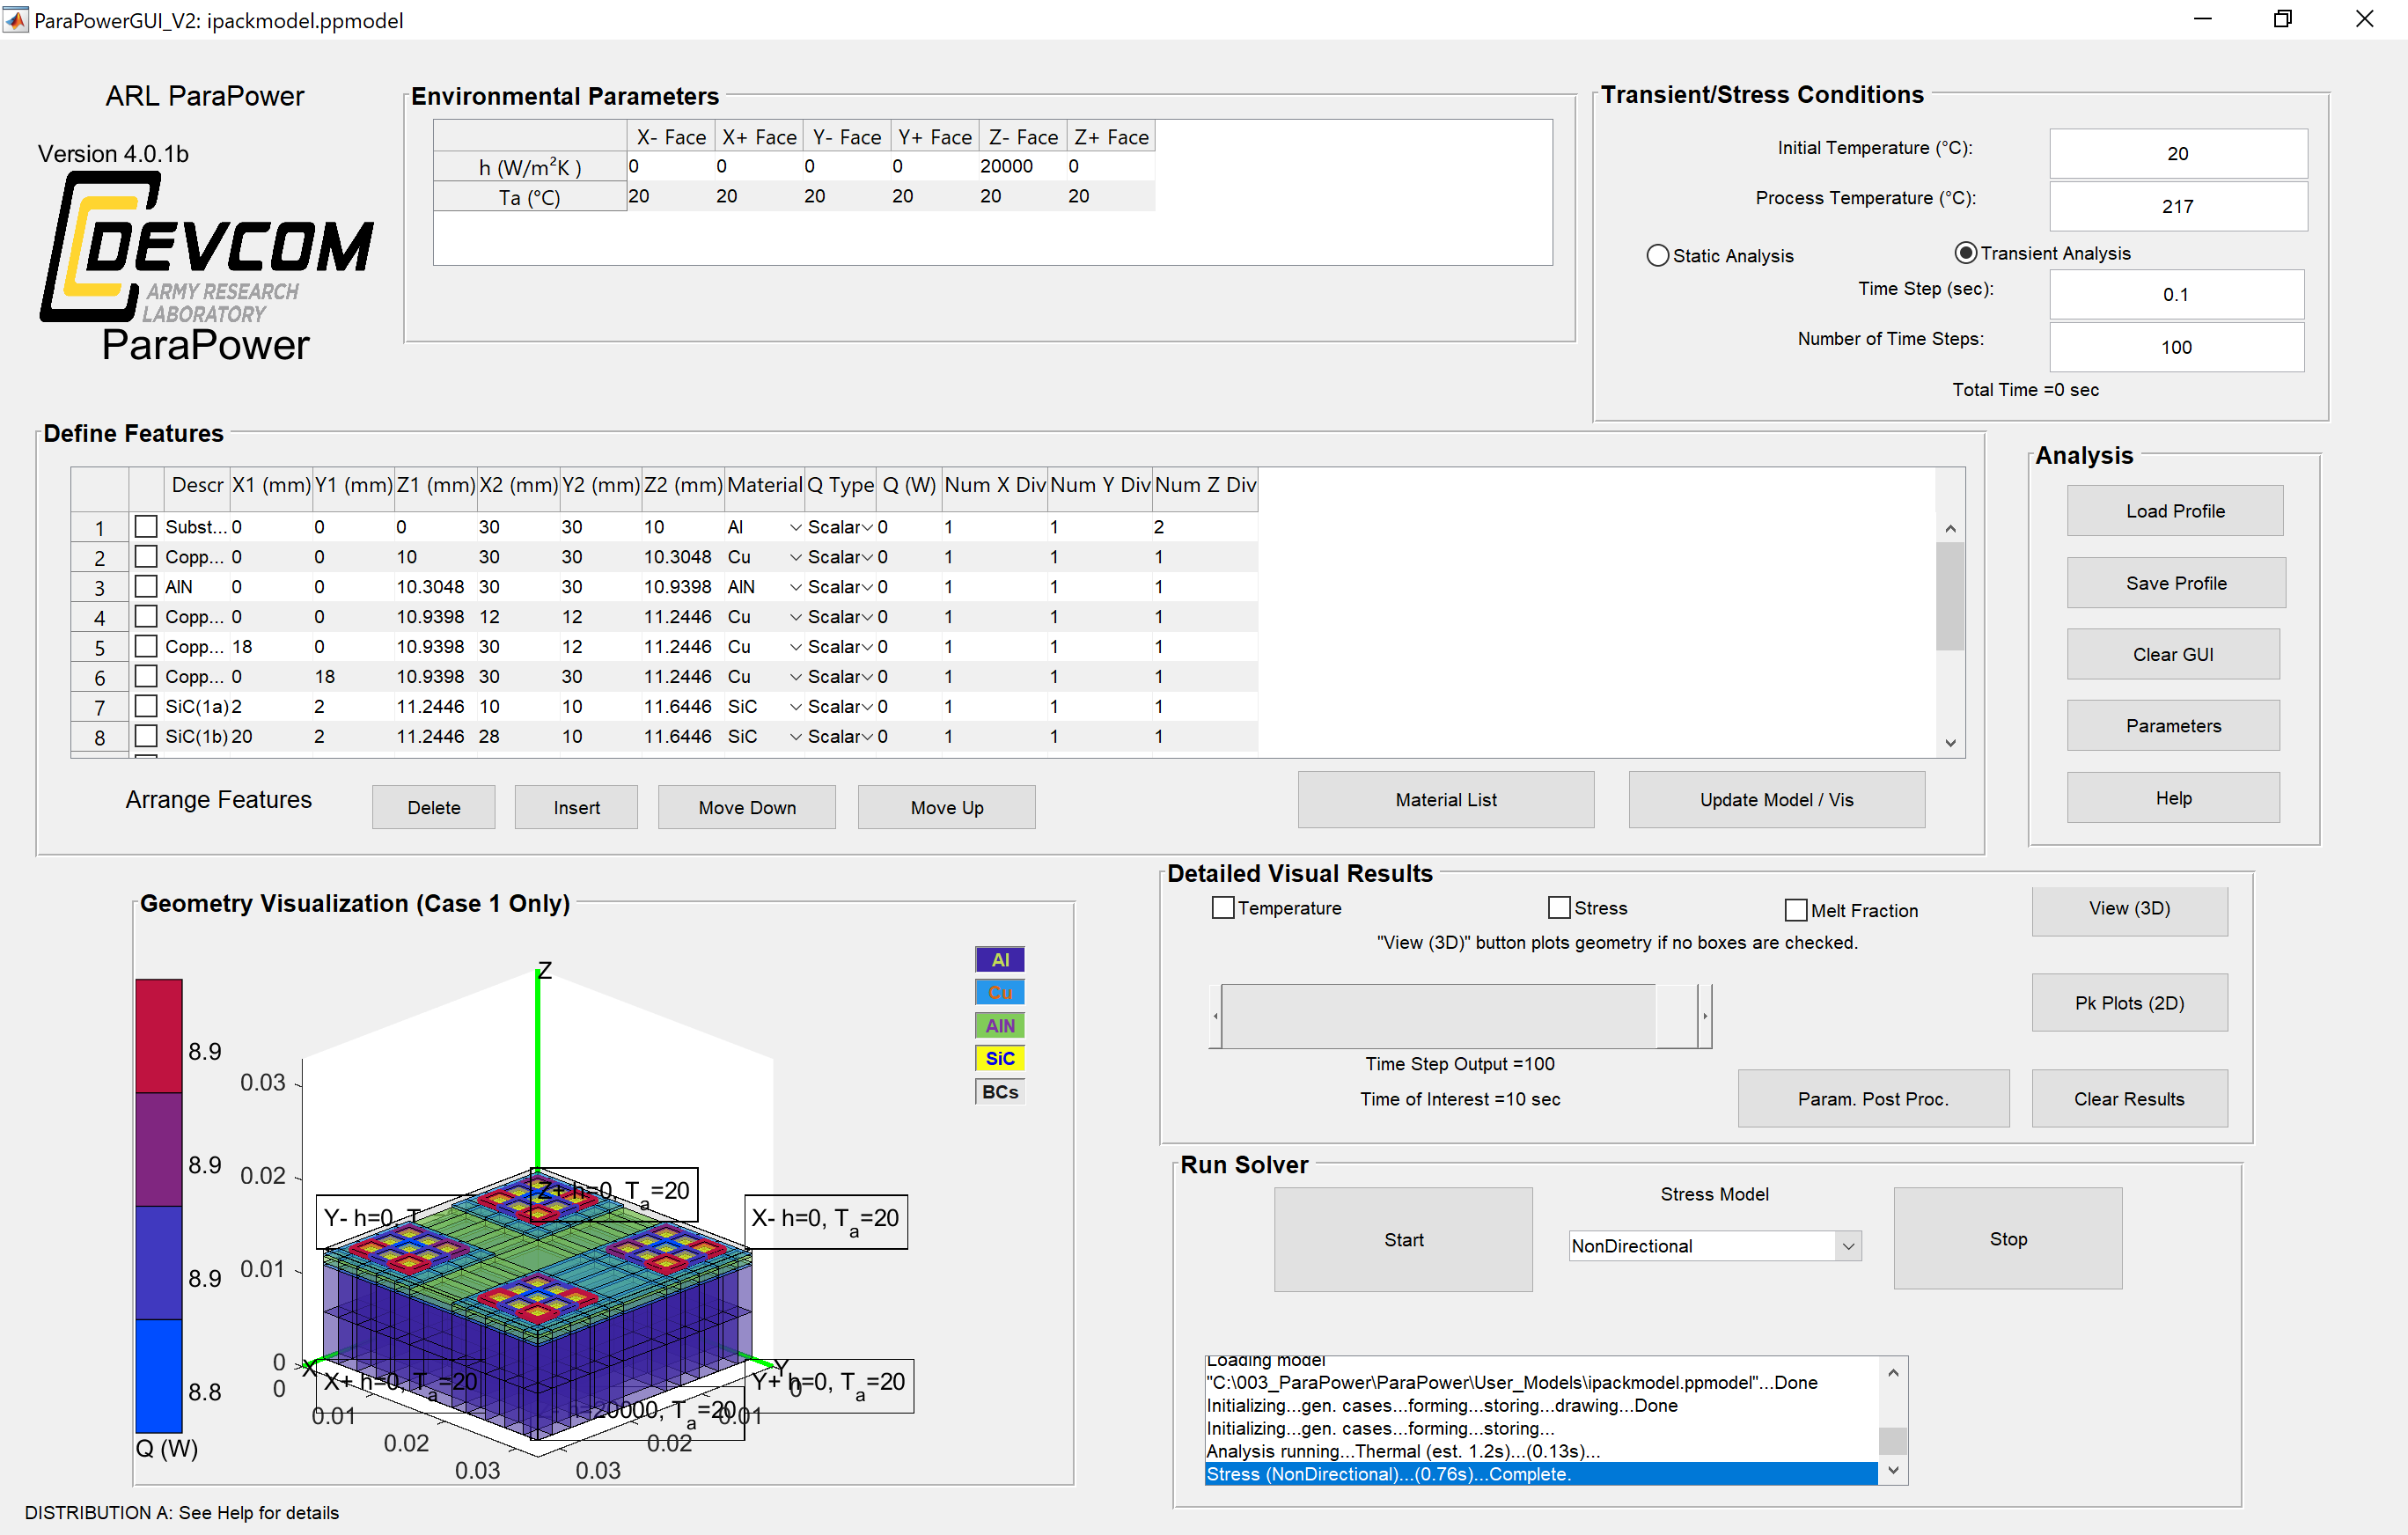 ParaPowerGUI_V2: ipackmodel.ppmodel
ARL ParaPower
Version 4.0.1b
DEVCOM
ARMY RESEARCH
LABORATORY
ParaPower
Environmental Parameters
X- Face X+ Face Y- Face Y+ Face Z- Face Z+ Face
h (W/m²K ) 0 0 0 0 20000 0
Ta (°C) 20 20 20 20 20 20
Transient/Stress Conditions
Initial Temperature (°C): 20
Process Temperature (°C): 217
Static Analysis Transient Analysis
Time Step (sec): 0.1
Number of Time Steps: 100
Total Time =0 sec
Define Features
Descr X1 (mm) Y1 (mm) Z1 (mm) X2 (mm) Y2 (mm) Z2 (mm) Material Q Type Q (W) Num X Div Num Y Div Num Z Div
1 Subst... 0 0 0 30 30 10 Al Scalar 0 1 1 2
2 Copp... 0 0 10 30 30 10.3048 Cu Scalar 0 1 1 1
3 AlN 0 0 10.3048 30 30 10.9398 AlN Scalar 0 1 1 1
4 Copp... 0 0 10.9398 12 12 11.2446 Cu Scalar 0 1 1 1
5 Copp... 18 0 10.9398 30 12 11.2446 Cu Scalar 0 1 1 1
6 Copp... 0 18 10.9398 30 30 11.2446 Cu Scalar 0 1 1 1
7 SiC(1a) 2 2 11.2446 10 10 11.6446 SiC Scalar 0 1 1 1
8 SiC(1b) 20 2 11.2446 28 10 11.6446 SiC Scalar 0 1 1 1
Arrange Features Delete Insert Move Down Move Up Material List Update Model / Vis
Analysis
Load Profile
Save Profile
Clear GUI
Parameters
Help
Geometry Visualization (Case 1 Only)
8.9
8.9
8.9
8.8
Q (W)
Z
0.03
0.02
0.01
0
Z+ h=0, Ta=20
Y- h=0, T
X- h=0, Ta=20
X
X+ h=0, Ta=20
Y
Y+ h=0, Ta=20
20000, Ta=20
0
0.01
0.02
0.03
0
0.01
0.02
0.03
Al
Cu
AlN
SiC
BCs
Detailed Visual Results
Temperature Stress Melt Fraction View (3D)
"View (3D)" button plots geometry if no boxes are checked.
Pk Plots (2D)
Time Step Output =100
Time of Interest =10 sec
Param. Post Proc. Clear Results
Run Solver
Start
Stress Model
NonDirectional
Stop
Loading model
"C:\003_ParaPower\ParaPower\User_Models\ipackmodel.ppmodel"...Done
Initializing...gen. cases...forming...storing...drawing...Done
Initializing...gen. cases...forming...storing...
Analysis running...Thermal (est. 1.2s)...(0.13s)...
Stress (NonDirectional)...(0.76s)...Complete.
DISTRIBUTION A: See Help for details